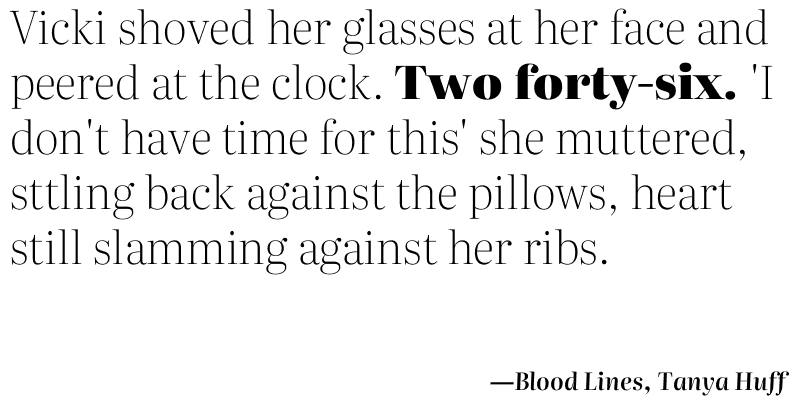 Vicki shoved her glasses at her face and
peered at the clock. Two forty-six. 'I
don't have time for this' she muttered,
sttling back against the pillows, heart
still slamming against her ribs.
—Blood Lines, Tanya Huff